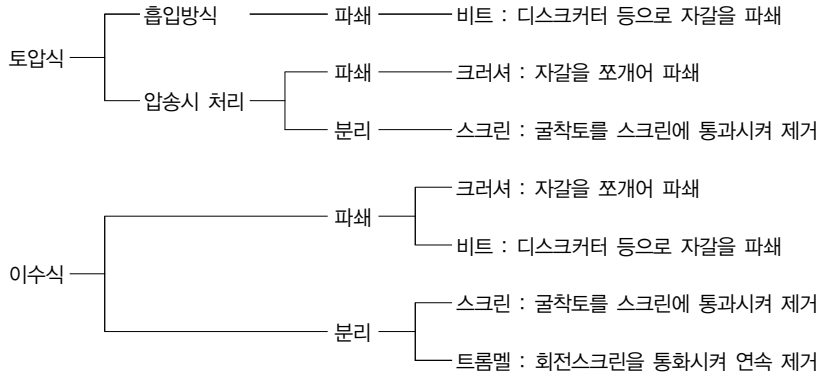 흡입방식 파쇄 비트 : 디스크커터 등으로 자갈을 파쇄
토압식
파쇄 크러셔 : 자갈을 쪼개어 파쇄
압송시 처리
분리 스크린 : 굴착토를 스크린에 통과시켜 제거
크러셔 : 자갈을 쪼개어 파쇄
파쇄
비트 : 디스크커터 등으로 자갈을 파쇄
이수식
스크린 : 굴착토를 스크린에 통과시켜 제거
분리
트롬멜 : 회전스크린을 통화시켜 연속 제거